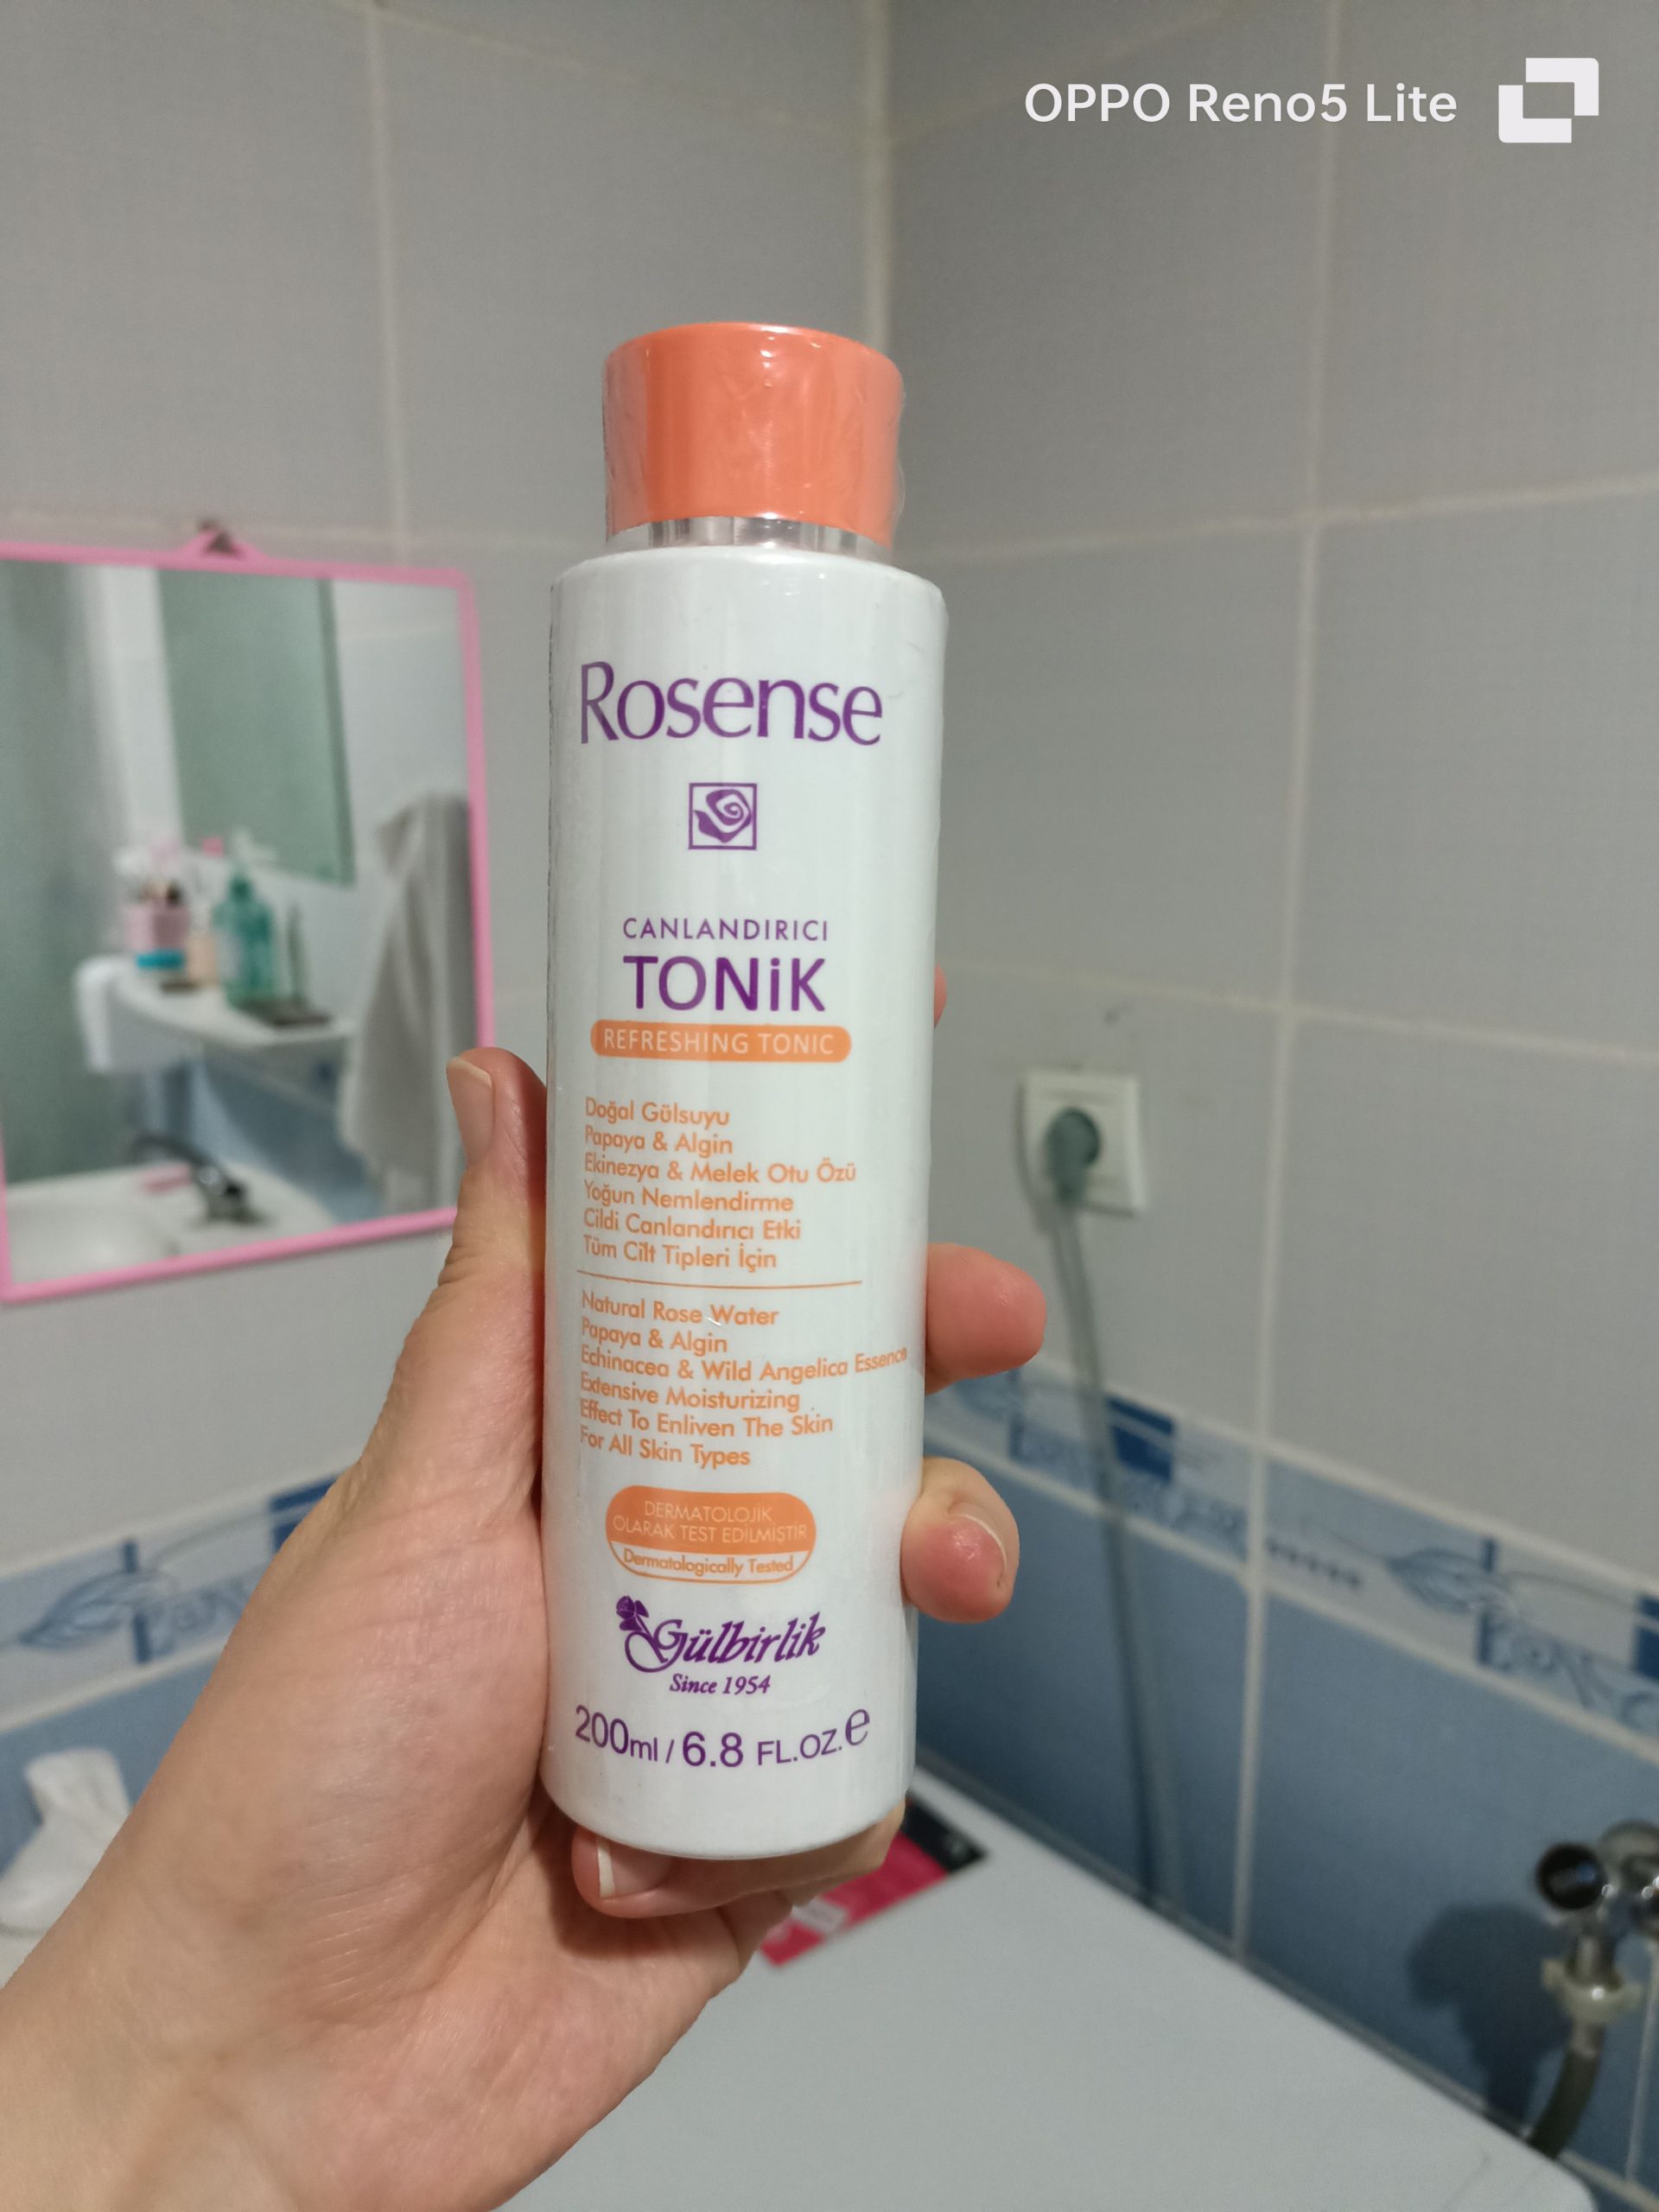 OPPO Reno5 Lite
Rosense
CANLANDIRICI
TONiK
REFRESHING TONIC
Doğal Gülsuyu
Papaya & Algin
Ekinezya & Melek Otu Özü
Yoğun Nemlendirme
Cildi Canlandırıcı Etki
Tüm Cilt Tipleri İçin
Natural Rose Water
Papaya & Algin
Echinacea & Wild Angelica Essence
Extensive Moisturizing
Effect To Enliven The Skin
For All Skin Types
DERMATOLOJİK
OLARAK TEST EDİLMİŞTİR
Dermatologically Tested
Gülbirlik
Since 1954
200ml / 6.8 FL.OZ. e